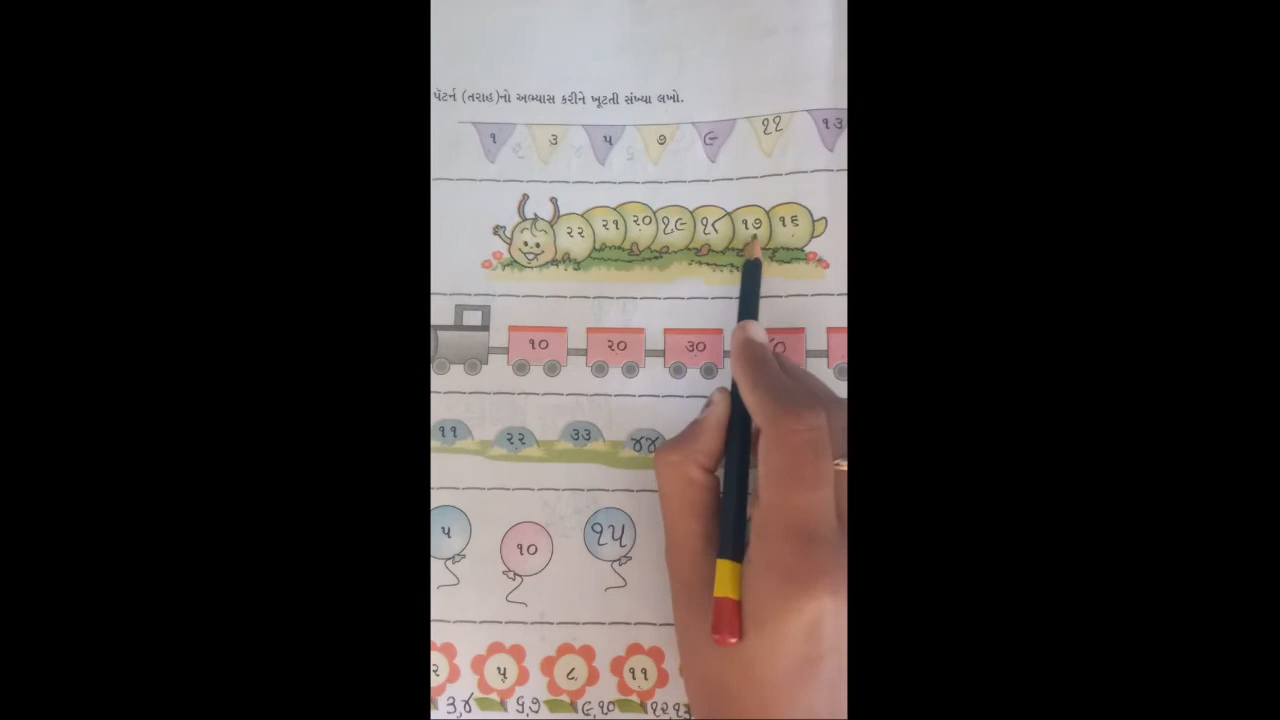 પૅટર્ન (તરાહ)નો અભ્યાસ કરીને ખૂટતી સંખ્યા લખો.
૧ ૩ ૫ ૭ ૯ ૧૧ ૧૩
૨૨ ૨૧ ૨૦ ૧૯ ૧૮ ૧૭ ૧૬
૧૦ ૨૦ ૩૦
૧૧ ૨૨ ૩૩ ૪૪
૫ ૧૦ ૧૫
૨ ૫ ૮ ૧૧
૩,૪ ૬,૭ ૯,૧૦ ૧૨,૧૩